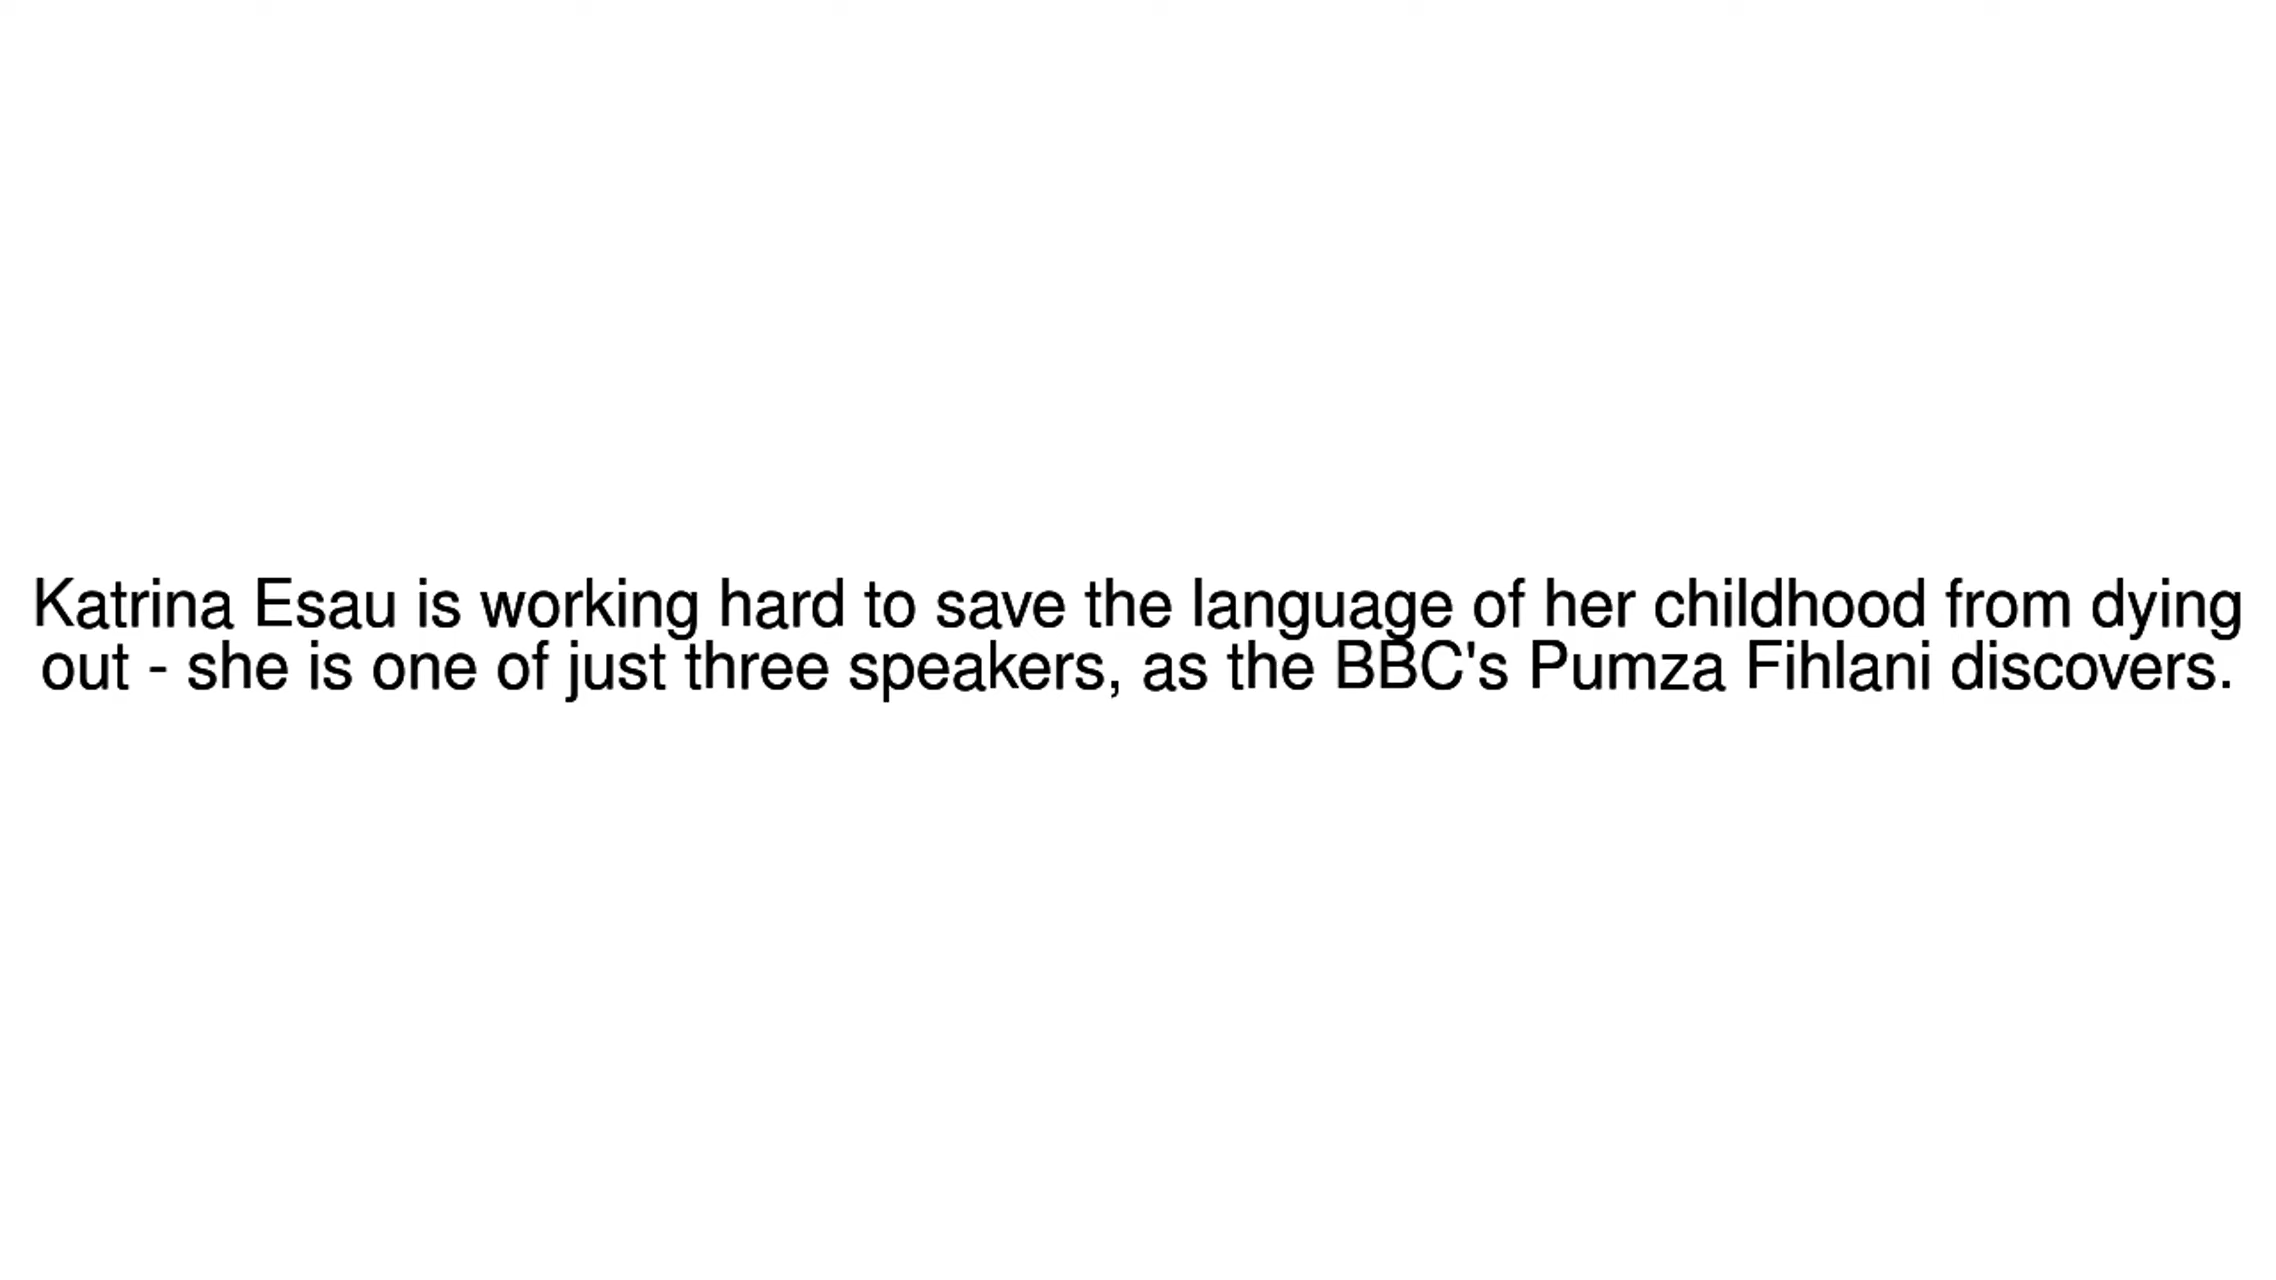 Katrina Esau is working hard to save the language of her childhood from dying
out - she is one of just three speakers, as the BBC's Pumza Fihlani discovers.